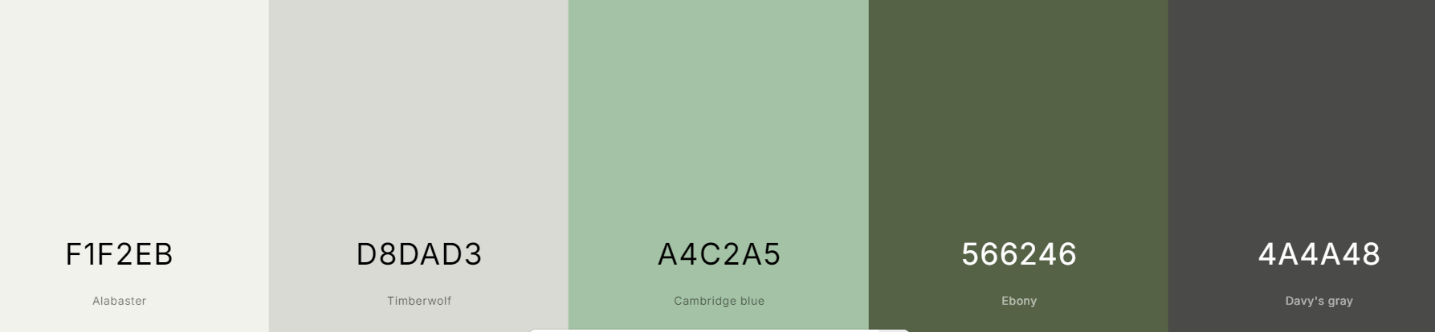 F1F2EB
Alabaster
D8DAD3
Timberwolf
A4C2A5
Cambridge blue
566246
Ebony
4A4A48
Davy's gray